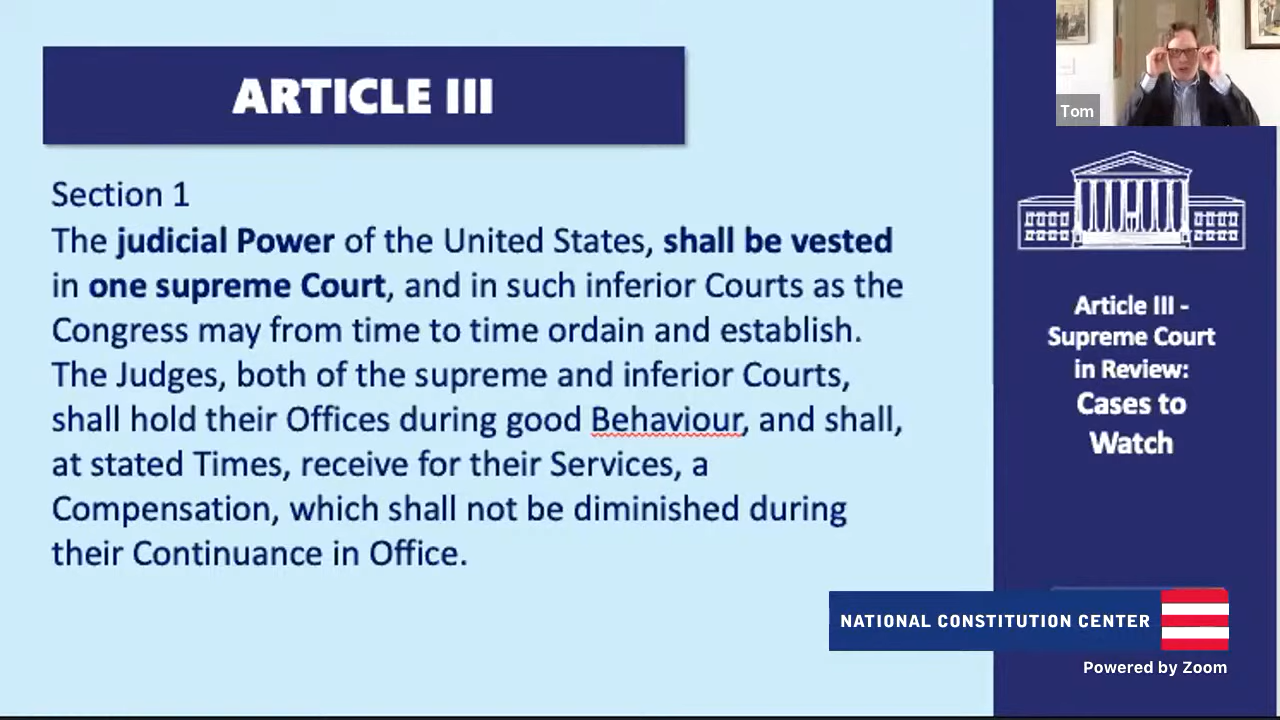 ARTICLE III
Section 1
The judicial Power of the United States, shall be vested
in one supreme Court, and in such inferior Courts as the
Congress may from time to time ordain and establish.
The Judges, both of the supreme and inferior Courts,
shall hold their Offices during good Behaviour, and shall,
at stated Times, receive for their Services, a
Compensation, which shall not be diminished during
their Continuance in Office.
Tom
Article III -
Supreme Court
in Review:
Cases to
Watch
NATIONAL CONSTITUTION CENTER
Powered by Zoom